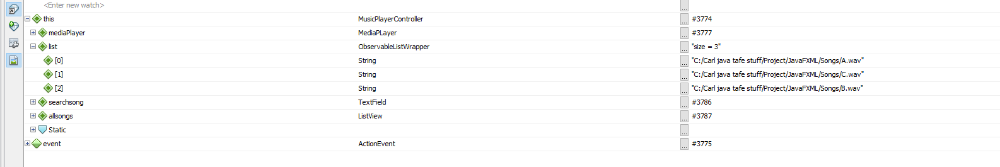 <Enter new watch> ...
this MusicPlayerController ... #3774
mediaPlayer MediaPLayer ... #3777
list ObservableListWrapper ... "size = 3"
[0] String ... "C:/Carl java tafe stuff/Project/JavaFXML/Songs/A.wav"
[1] String ... "C:/Carl java tafe stuff/Project/JavaFXML/Songs/C.wav"
[2] String ... "C:/Carl java tafe stuff/Project/JavaFXML/Songs/B.wav"
searchsong TextField ... #3786
allsongs ListView ... #3787
Static ...
event ActionEvent ... #3775